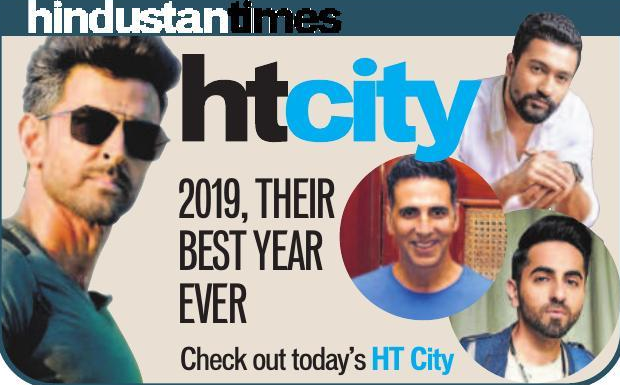 hindustantimes
htcity
2019, THEIR
BEST YEAR
EVER
Check out today's HT City